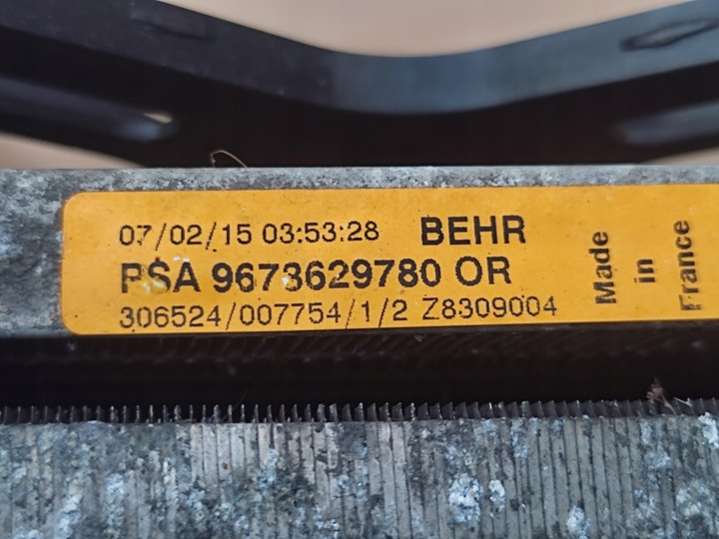 07/02/15 03:53:28 BEHR
PSA 9673629780 OR
306524/007754/1/2 Z8309004
Made
in
France